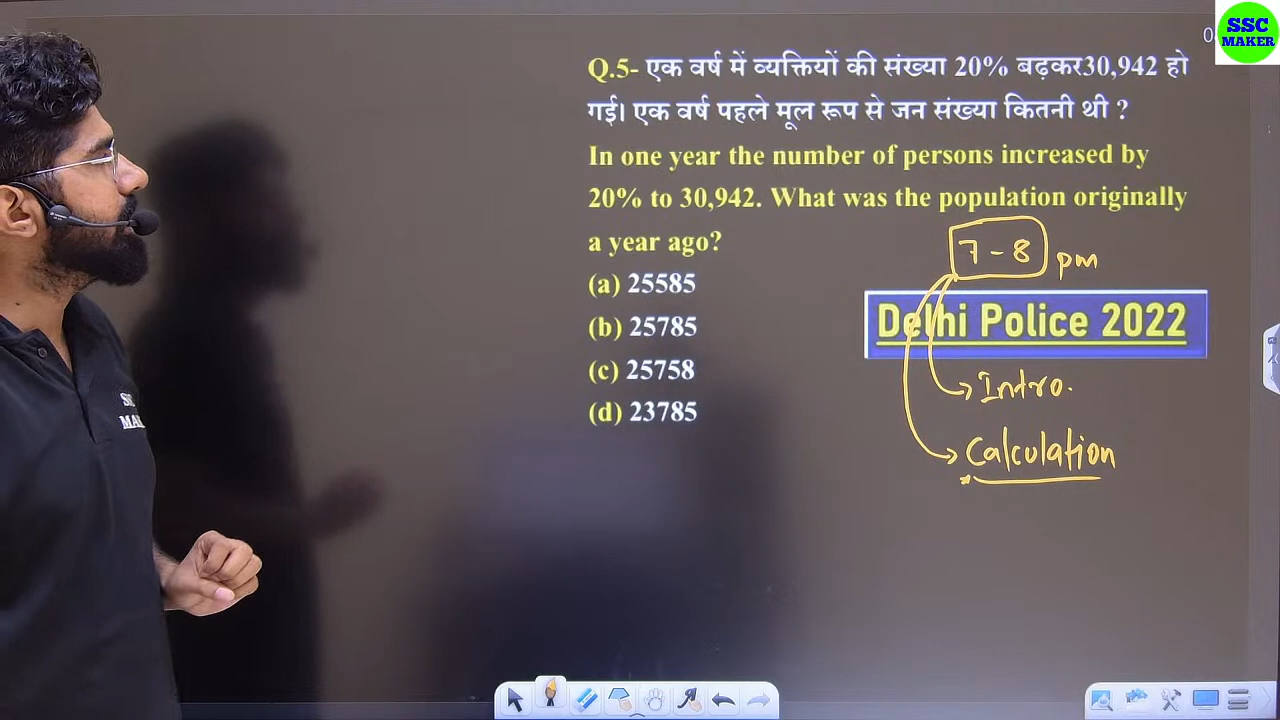 SSC
MAKER
Q.5- एक वर्ष में व्यक्तियों की संख्या 20% बढ़कर30,942 हो
गई। एक वर्ष पहले मूल रूप से जन संख्या कितनी थी ?
In one year the number of persons increased by
20% to 30,942. What was the population originally
a year ago?
7-8 pm
(a) 25585
(b) 25785
(c) 25758
(d) 23785
Delhi Police 2022
Intro.
Calculation